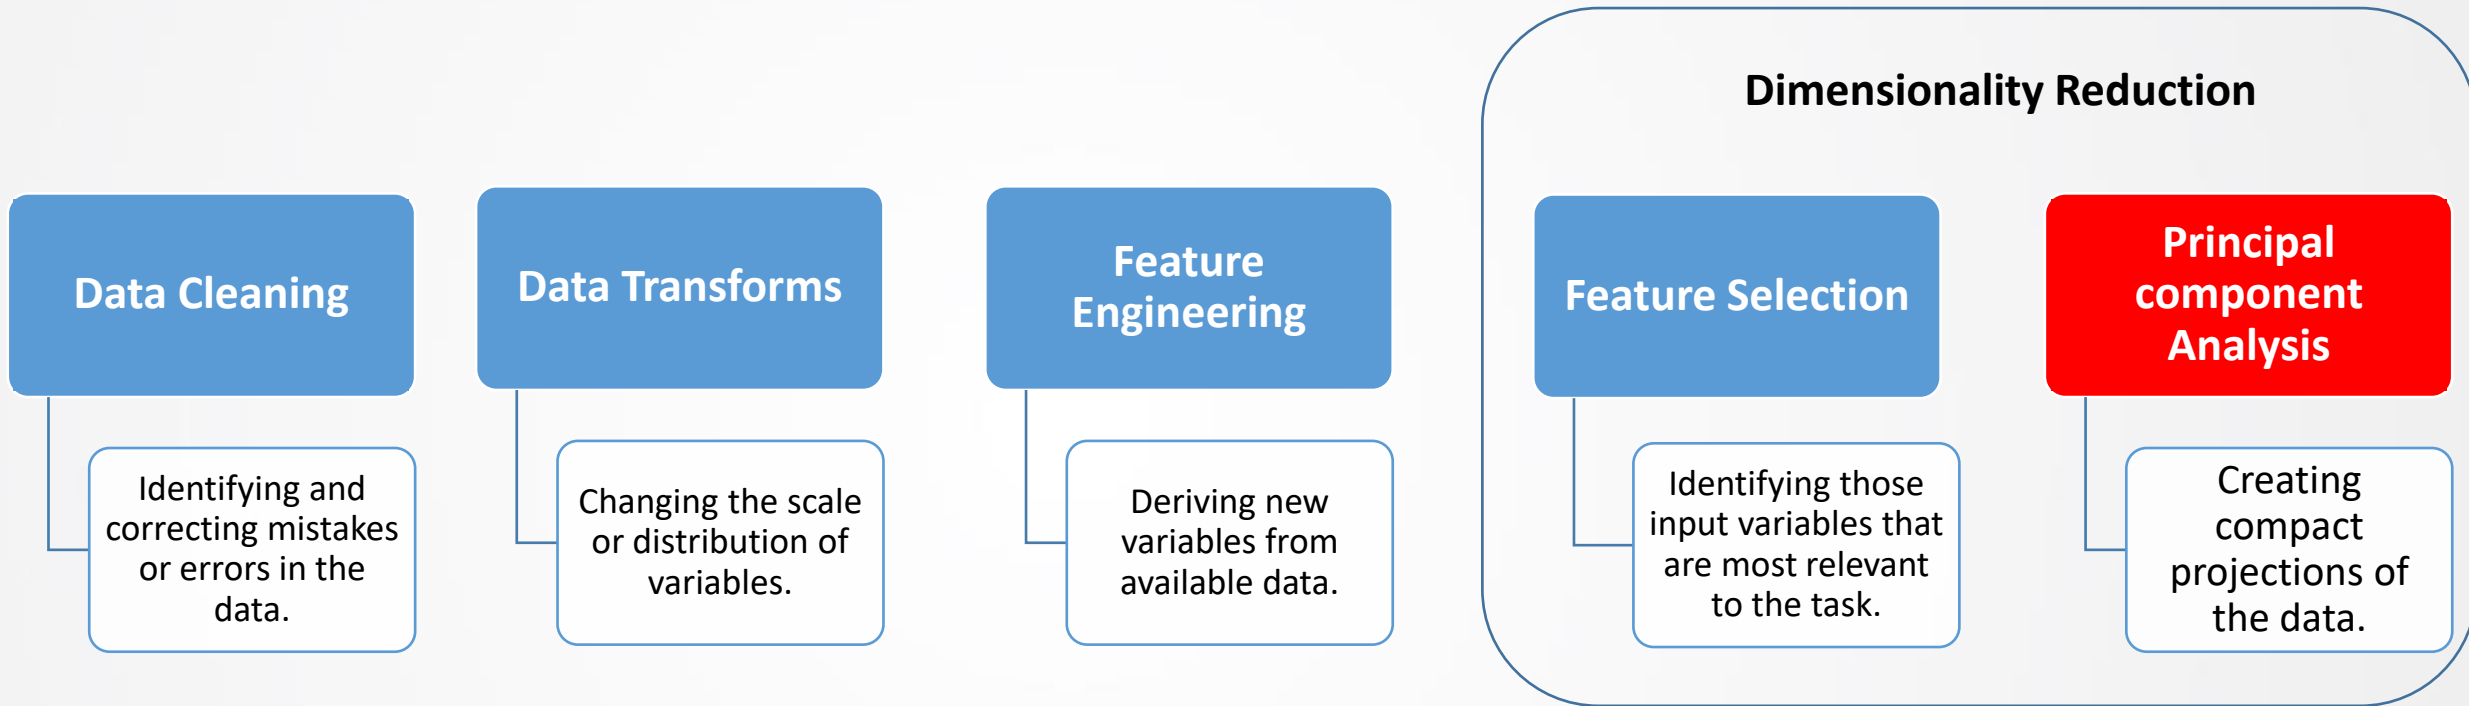 Dimensionality Reduction
Data Cleaning
Identifying and
correcting mistakes
or errors in the
data.
Data Transforms
Changing the scale
or distribution of
variables.
Feature
Engineering
Deriving new
variables from
available data.
Feature Selection
Identifying those
input variables that
are most relevant
to the task.
Principal
component
Analysis
Creating
compact
projections of
the data.